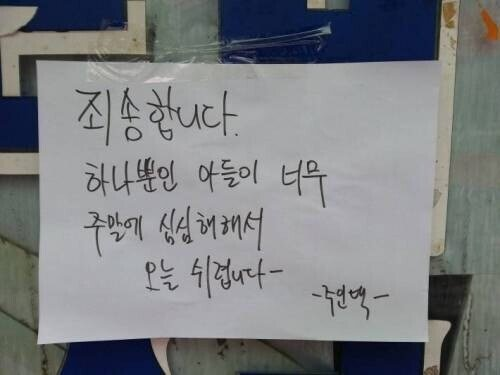 죄송합니다.
하나뿐인 아들이 너무
주말에 심심해해서
오늘 쉬렵니다-
-주인백-